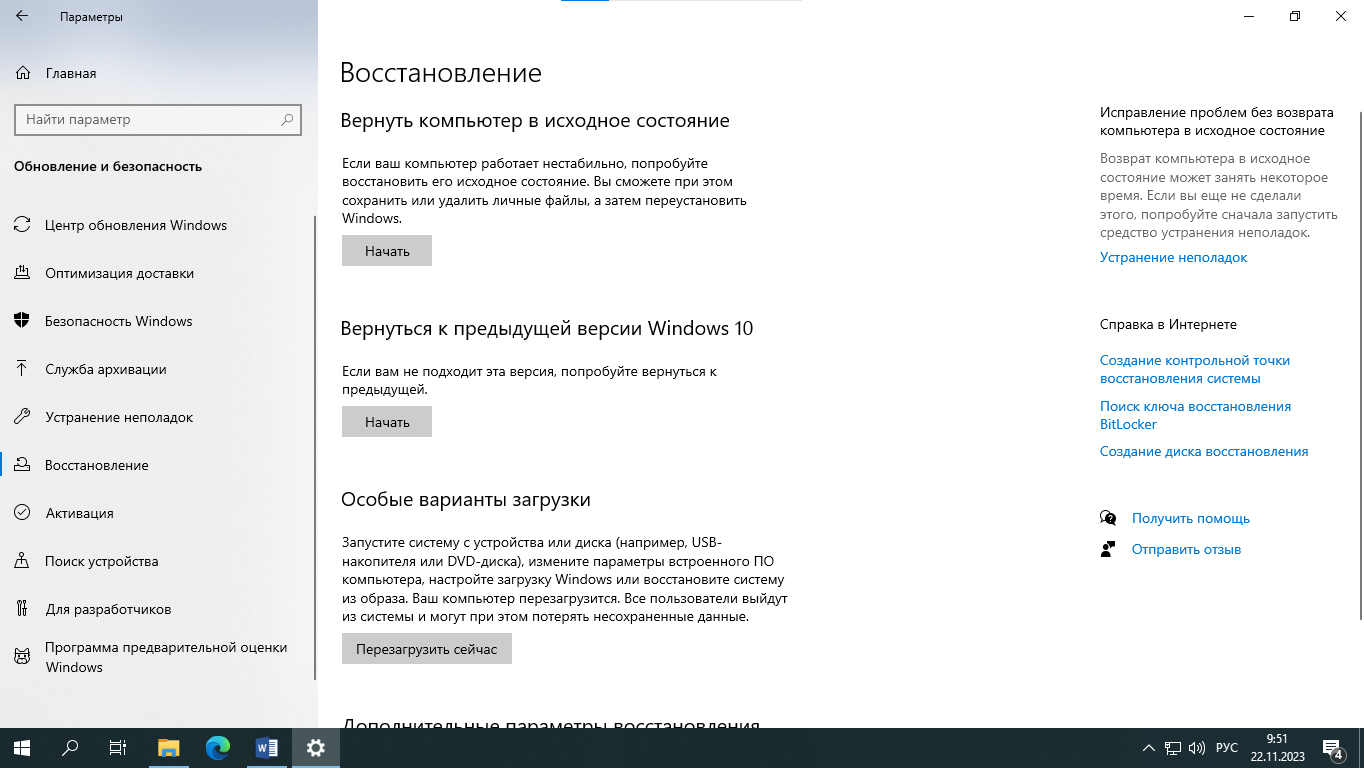 Параметры
Главная
Найти параметр
Обновление и безопасность
Центр обновления Windows
Оптимизация доставки
Безопасность Windows
Служба архивации
Устранение неполадок
Восстановление
Активация
Поиск устройства
Для разработчиков
Программа предварительной оценки
Windows
Восстановление
Вернуть компьютер в исходное состояние
Если ваш компьютер работает нестабильно, попробуйте
восстановить его исходное состояние. Вы сможете при этом
сохранить или удалить личные файлы, а затем переустановить
Windows.
Начать
Вернуться к предыдущей версии Windows 10
Если вам не подходит эта версия, попробуйте вернуться к
предыдущей.
Начать
Особые варианты загрузки
Запустите систему с устройства или диска (например, USB-
накопителя или DVD-диска), измените параметры встроенного ПО
компьютера, настройте загрузку Windows или восстановите систему
из образа. Ваш компьютер перезагрузится. Все пользователи выйдут
из системы и могут при этом потерять несохраненные данные.
Перезагрузить сейчас
Дополнительные параметры восстановления
Исправление проблем без возврата
компьютера в исходное состояние
Возврат компьютера в исходное
состояние может занять некоторое
время. Если вы еще не сделали
этого, попробуйте сначала запустить
средство устранения неполадок.
Устранение неполадок
Справка в Интернете
Создание контрольной точки
восстановления системы
Поиск ключа восстановления
BitLocker
Создание диска восстановления
Получить помощь
Отправить отзыв
РУС
9:51
22.11.2023
4